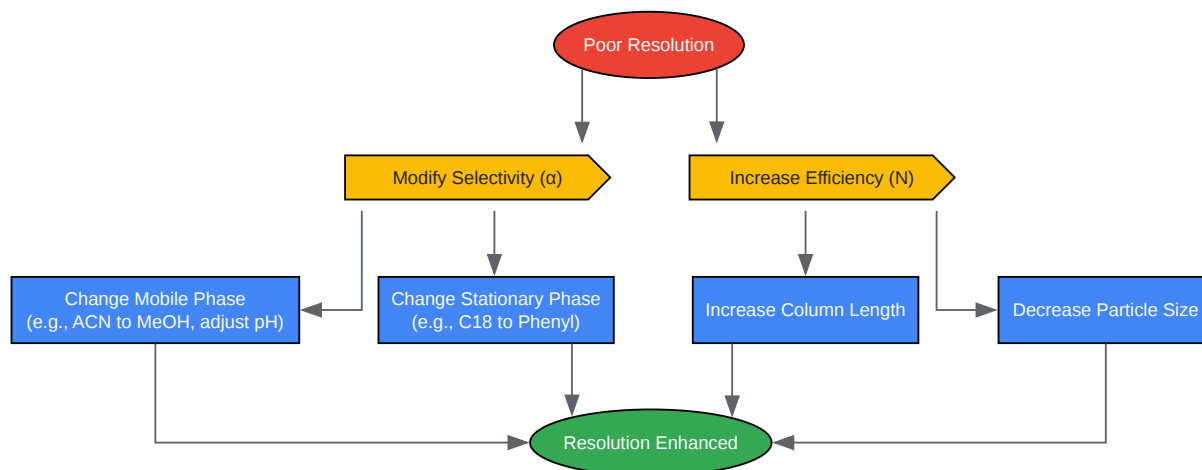 Poor Resolution
Modify Selectivity (α)
Increase Efficiency (N)
Change Mobile Phase
(e.g., ACN to MeOH, adjust pH)
Change Stationary Phase
(e.g., C18 to Phenyl)
Increase Column Length
Decrease Particle Size
Resolution Enhanced